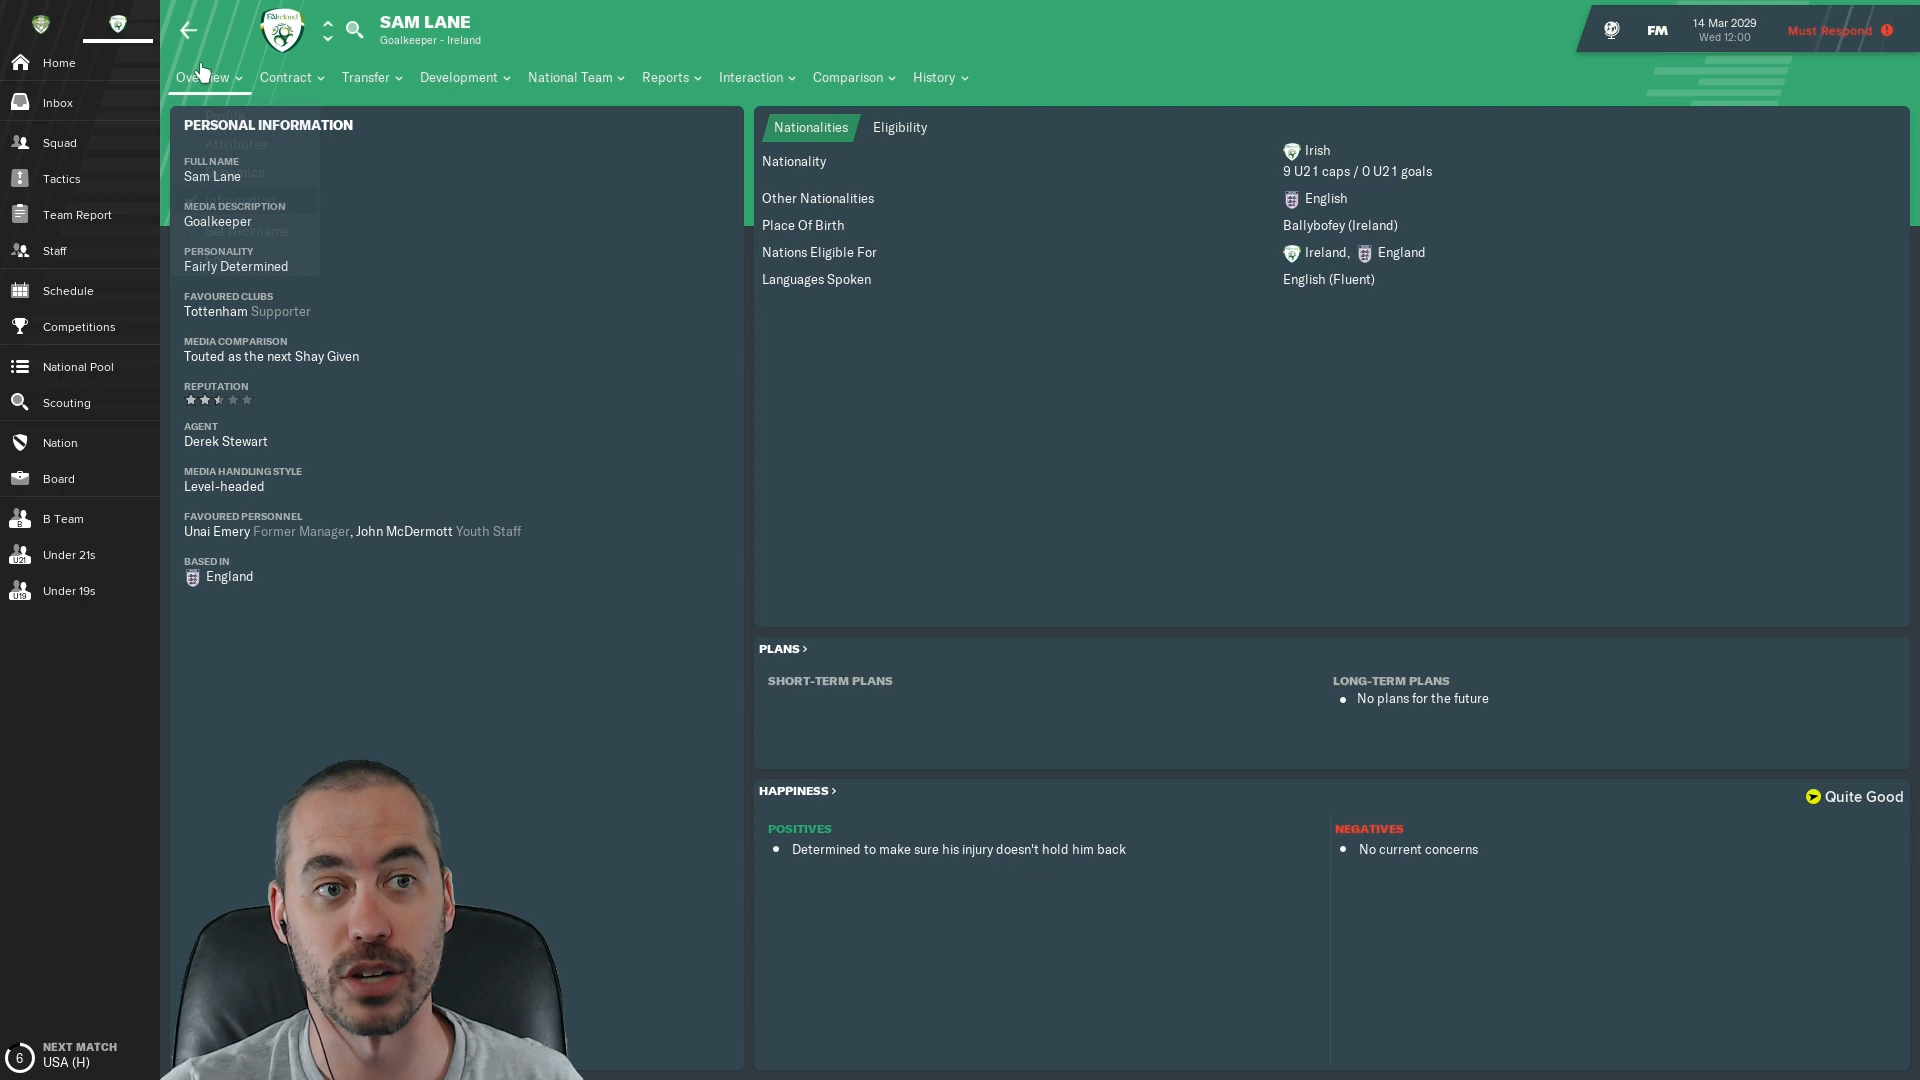 SAM LANE
Goalkeeper - Ireland
FM
14 Mar 2029
Wed 12:00
Must Respond
Overview
Contract
Transfer
Development
National Team
Reports
Interaction
Comparison
History
Home
Inbox
Squad
Tactics
Team Report
Staff
Schedule
Competitions
National Pool
Scouting
Nation
Board
B
B Team
U21
Under 21s
U19
Under 19s
6
NEXT MATCH
USA (H)
PERSONAL INFORMATION
Attributes
FULL NAME
Sam Lane
MEDIA DESCRIPTION
Goalkeeper
Set Nickname
PERSONALITY
Fairly Determined
FAVOURED CLUBS
Tottenham Supporter
MEDIA COMPARISON
Touted as the next Shay Given
REPUTATION
AGENT
Derek Stewart
MEDIA HANDLING STYLE
Level-headed
FAVOURED PERSONNEL
Unai Emery Former Manager, John McDermott Youth Staff
BASED IN
England
Nationalities
Eligibility
Nationality
Irish
9 U21 caps / 0 U21 goals
Other Nationalities
English
Place Of Birth
Ballybofey (Ireland)
Nations Eligible For
Ireland, England
Languages Spoken
English (Fluent)
PLANS >
SHORT-TERM PLANS
LONG-TERM PLANS
• No plans for the future
HAPPINESS >
Quite Good
POSITIVES
• Determined to make sure his injury doesn't hold him back
NEGATIVES
• No current concerns